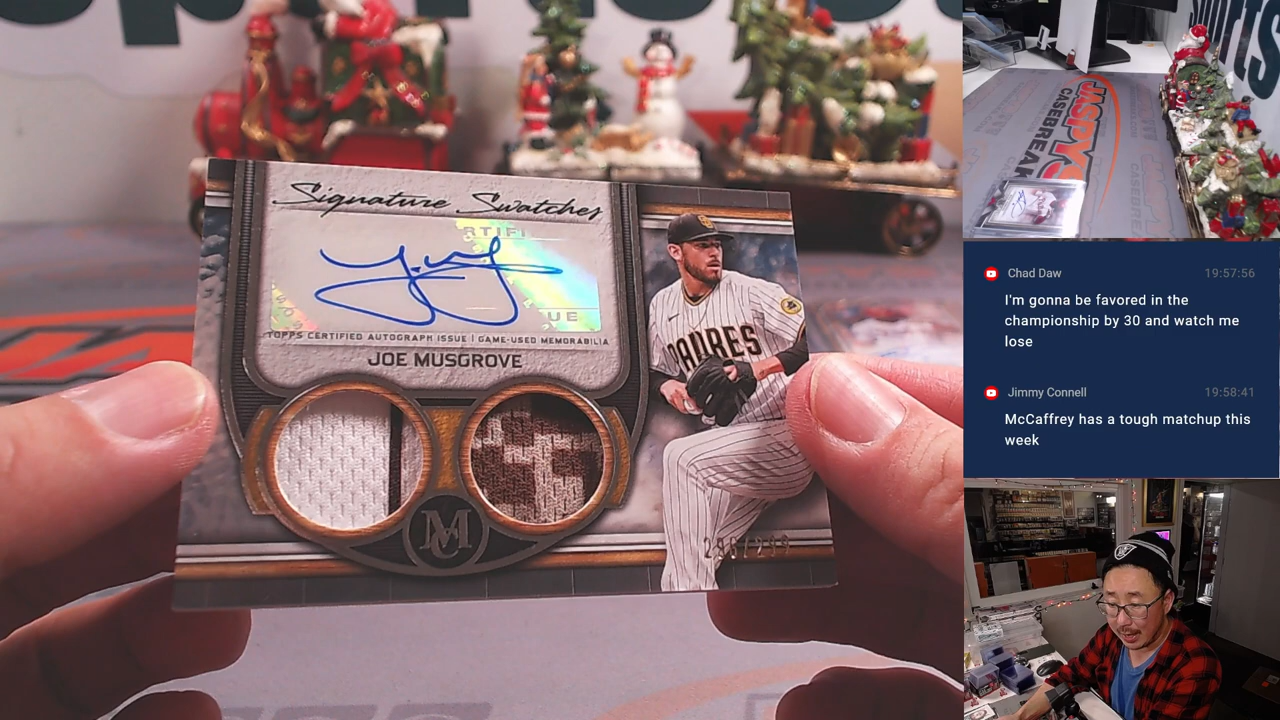 Signature Swatches
TOPPS CERTIFIED AUTOGRAPH ISSUE | GAME-USED MEMORABILIA
JOE MUSGROVE
PADRES
MC
JASPYS
CASEBREAK
Chad Daw 19:57:56
I'm gonna be favored in the
championship by 30 and watch me
lose
Jimmy Connell 19:58:41
McCaffrey has a tough matchup this
week